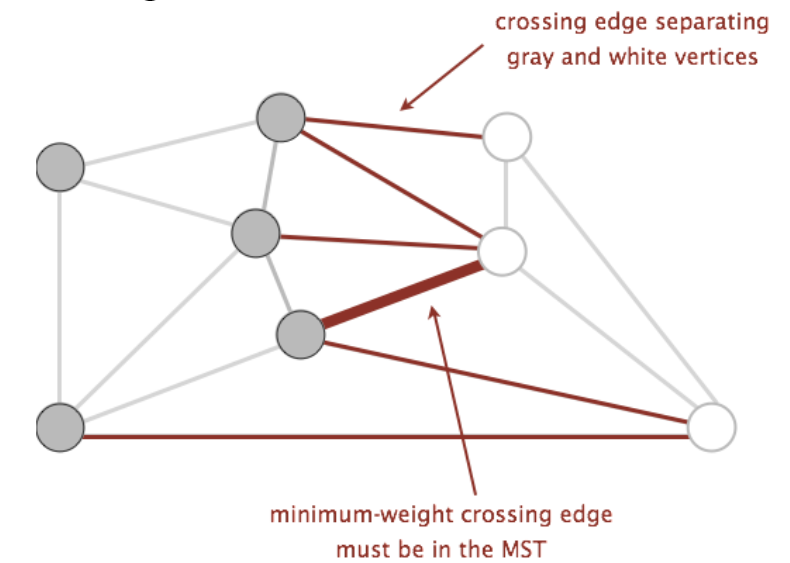 crossing edge separating
gray and white vertices
minimum-weight crossing edge
must be in the MST